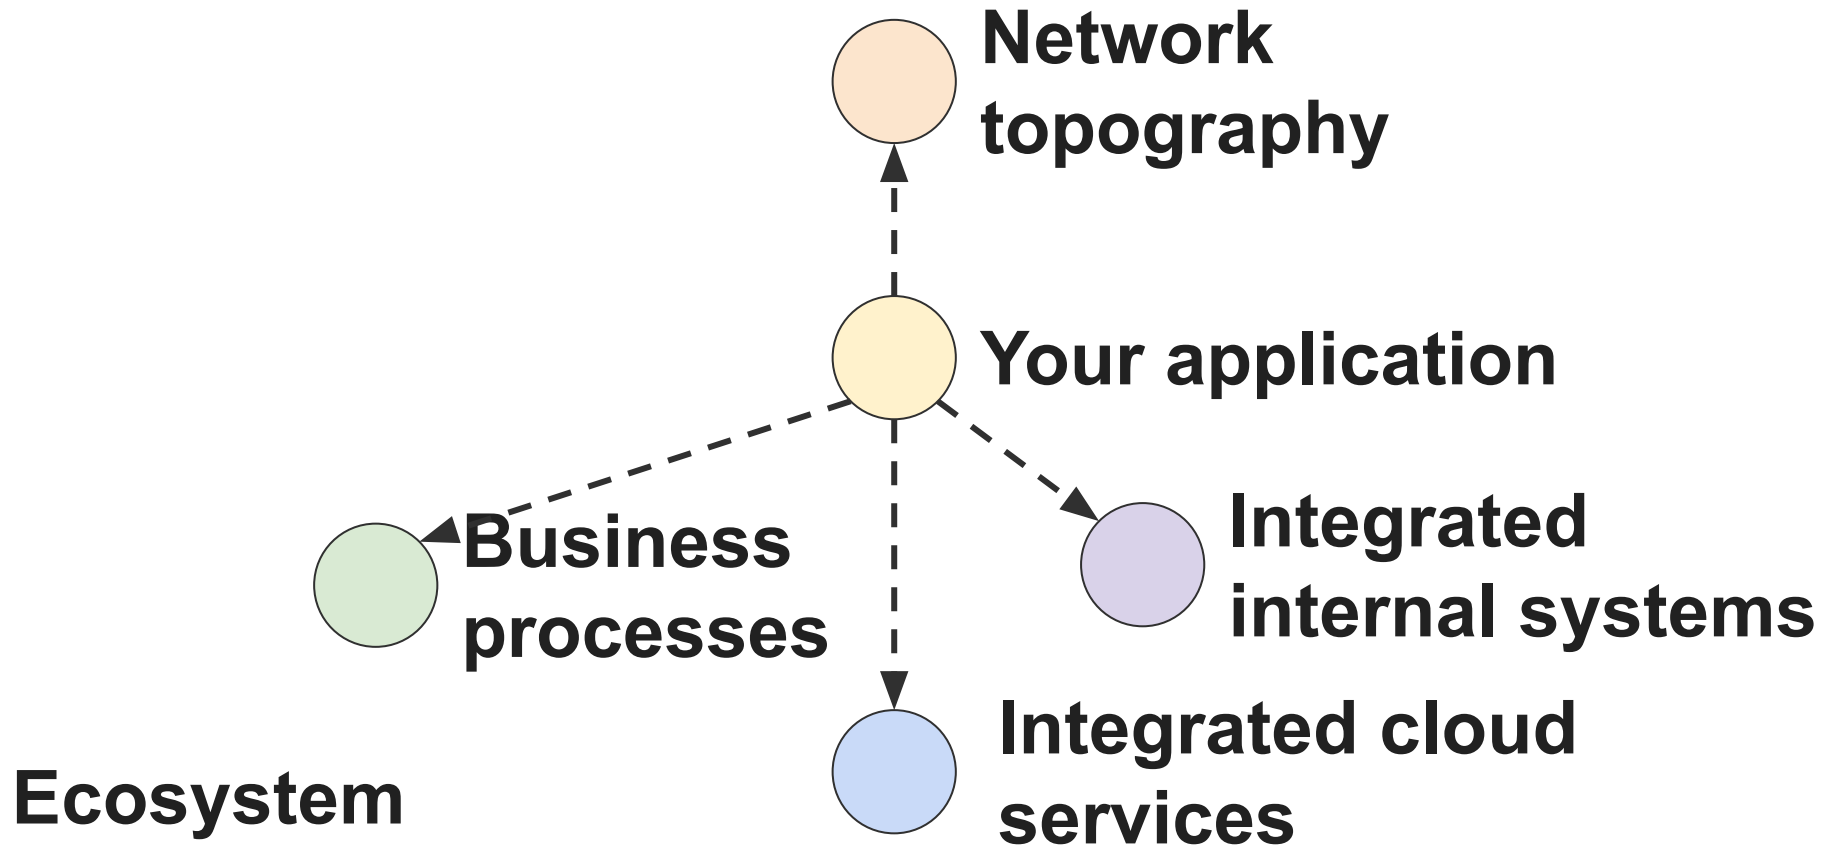 Network
topography
Your application
Business
processes
Integrated
internal systems
Integrated cloud
services
Ecosystem